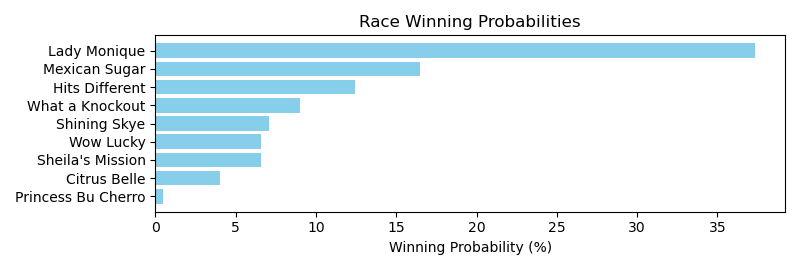 Race Winning Probabilities
Lady Monique
Mexican Sugar
Hits Different
What a Knockout
Shining Skye
Wow Lucky
Sheila's Mission
Citrus Belle
Princess Bu Cherro
0 5 10 15 20 25 30 35
Winning Probability (%)